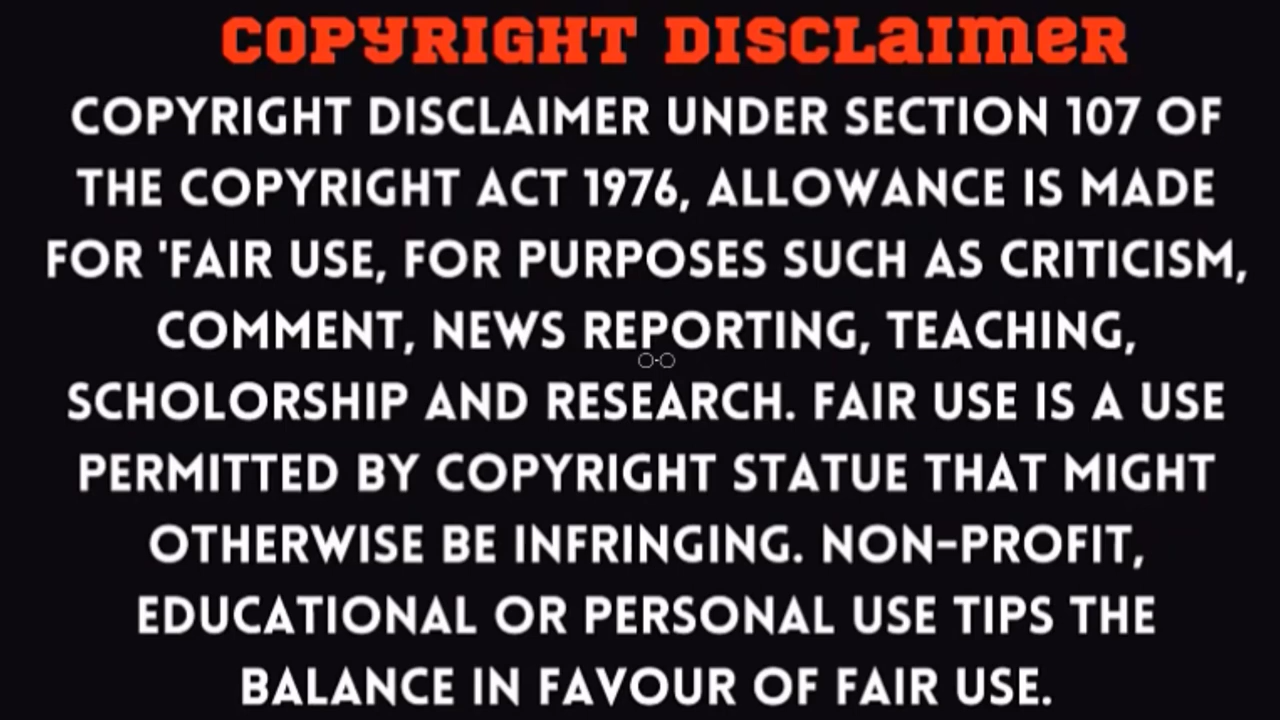 COPYRIGHT DISCLaImeR
COPYRIGHT DISCLAIMER UNDER SECTION 107 OF
THE COPYRIGHT ACT 1976, ALLOWANCE IS MADE
FOR 'FAIR USE, FOR PURPOSES SUCH AS CRITICISM,
COMMENT, NEWS REPORTING, TEACHING,
SCHOLORSHIP AND RESEARCH. FAIR USE IS A USE
PERMITTED BY COPYRIGHT STATUE THAT MIGHT
OTHERWISE BE INFRINGING. NON-PROFIT,
EDUCATIONAL OR PERSONAL USE TIPS THE
BALANCE IN FAVOUR OF FAIR USE.